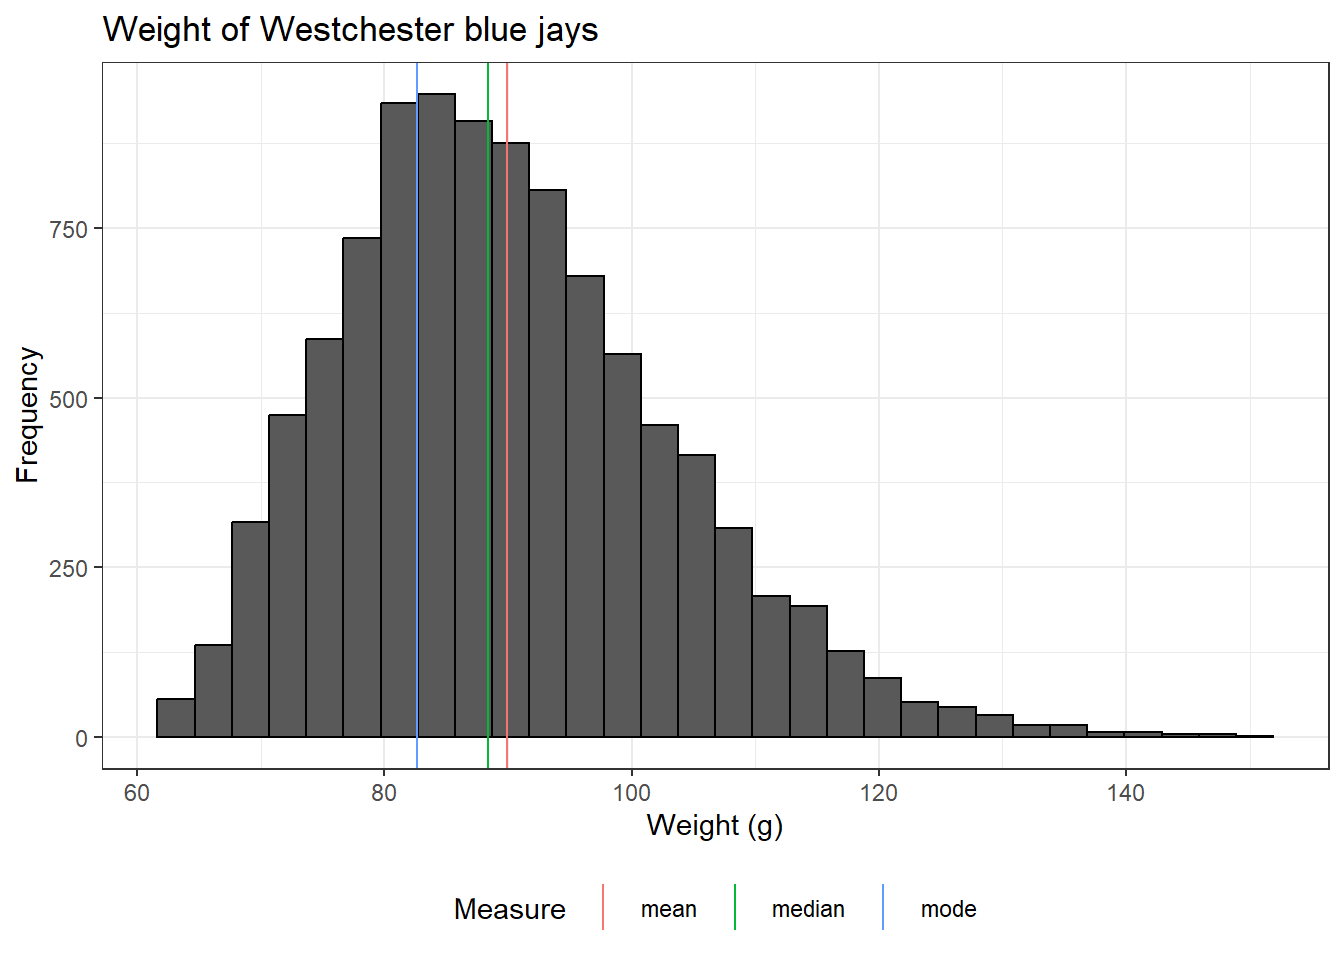 Weight of Westchester blue jays
Frequency
750
500
250
0
60 80 100 120 140
Weight (g)
Measure mean median mode